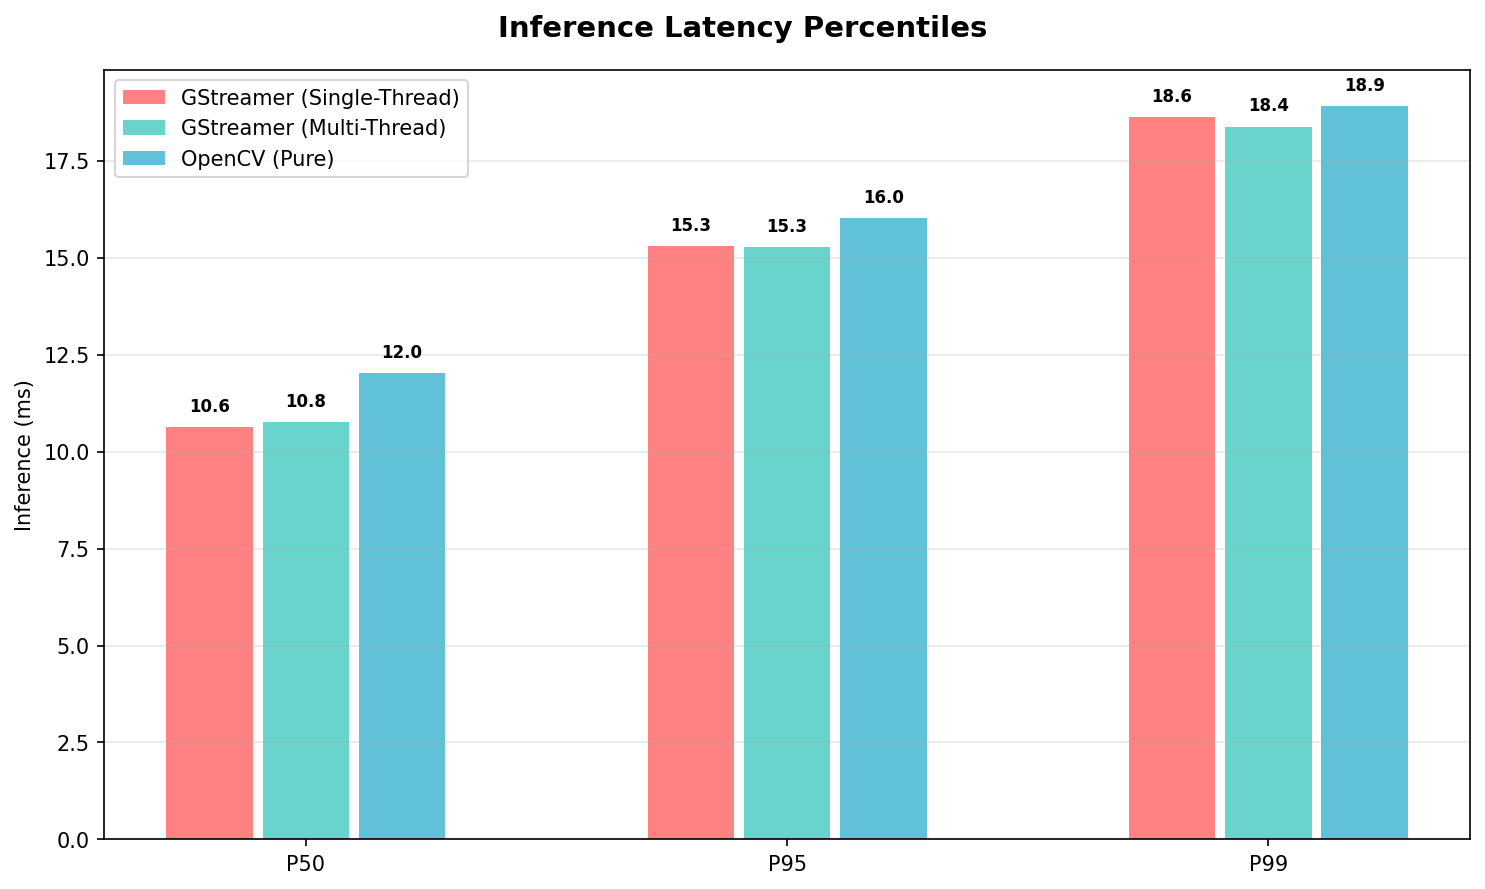 Inference Latency Percentiles
GStreamer (Single-Thread)
GStreamer (Multi-Thread)
OpenCV (Pure)
Inference (ms)
17.5
15.0
12.5
10.0
7.5
5.0
2.5
0.0
10.6
10.8
12.0
15.3
15.3
16.0
18.6
18.4
18.9
P50
P95
P99